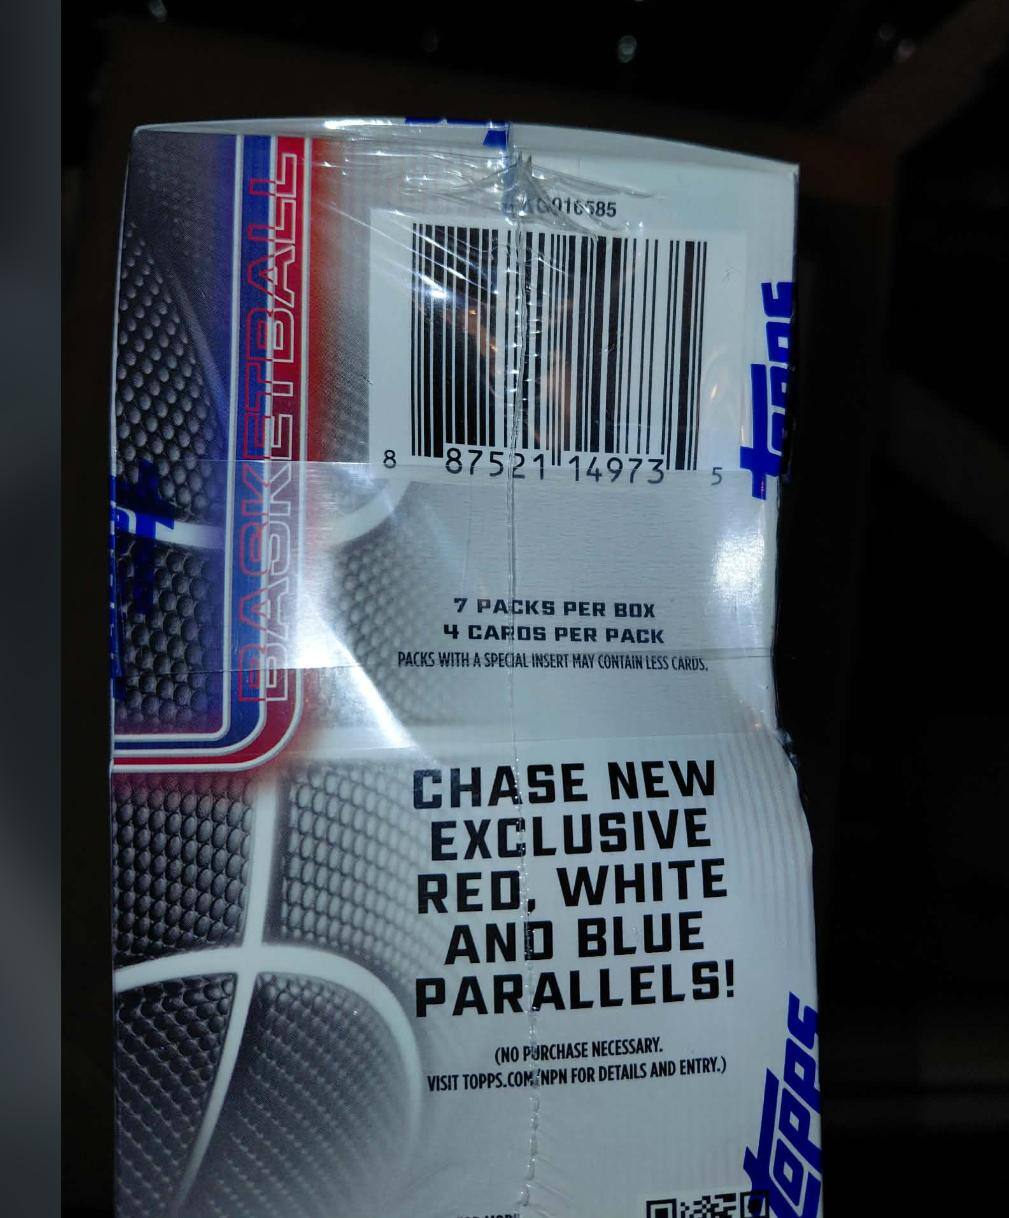 016585
BASKETBALL
8 87521 14973 5
topps
7 PACKS PER BOX
4 CARDS PER PACK
PACKS WITH A SPECIAL INSERT MAY CONTAIN LESS CARDS.
CHASE NEW
EXCLUSIVE
RED, WHITE
AND BLUE
PARALLELS!
(NO PURCHASE NECESSARY.
VISIT TOPPS.COM/NPN FOR DETAILS AND ENTRY.)
topps